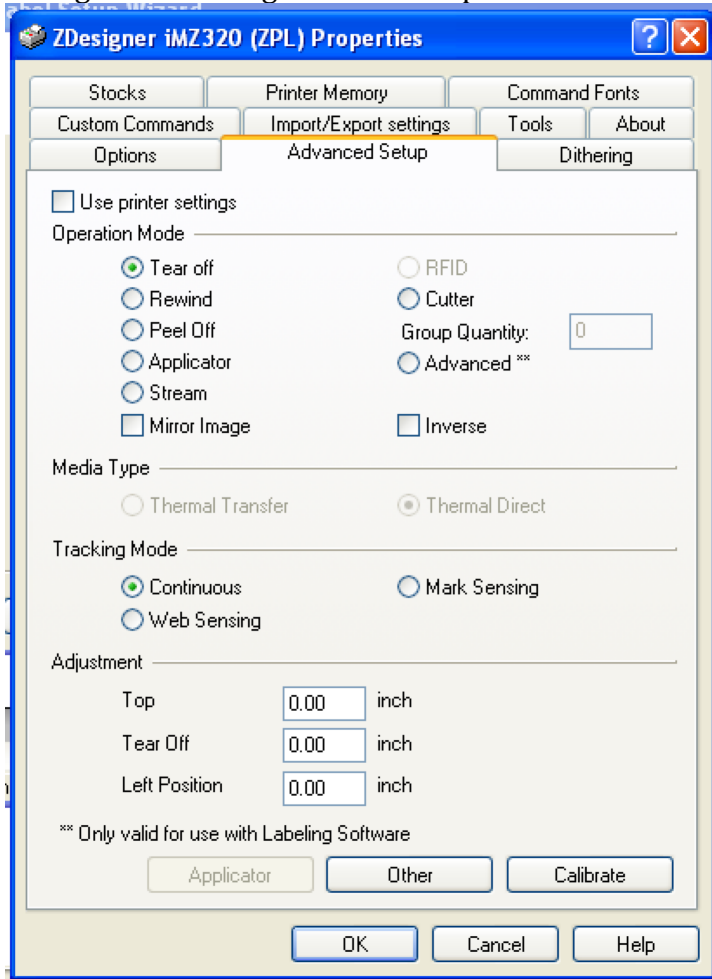 ZDesigner iMZ320 (ZPL) Properties
Stocks Printer Memory Command Fonts
Custom Commands Import/Export settings Tools About
Options Advanced Setup Dithering
Use printer settings
Operation Mode
Tear off RFID
Rewind Cutter
Peel Off Group Quantity: 0
Applicator Advanced **
Stream
Mirror Image Inverse
Media Type
Thermal Transfer Thermal Direct
Tracking Mode
Continuous Mark Sensing
Web Sensing
Adjustment
Top 0.00 inch
Tear Off 0.00 inch
Left Position 0.00 inch
** Only valid for use with Labeling Software
Applicator Other Calibrate
OK Cancel Help